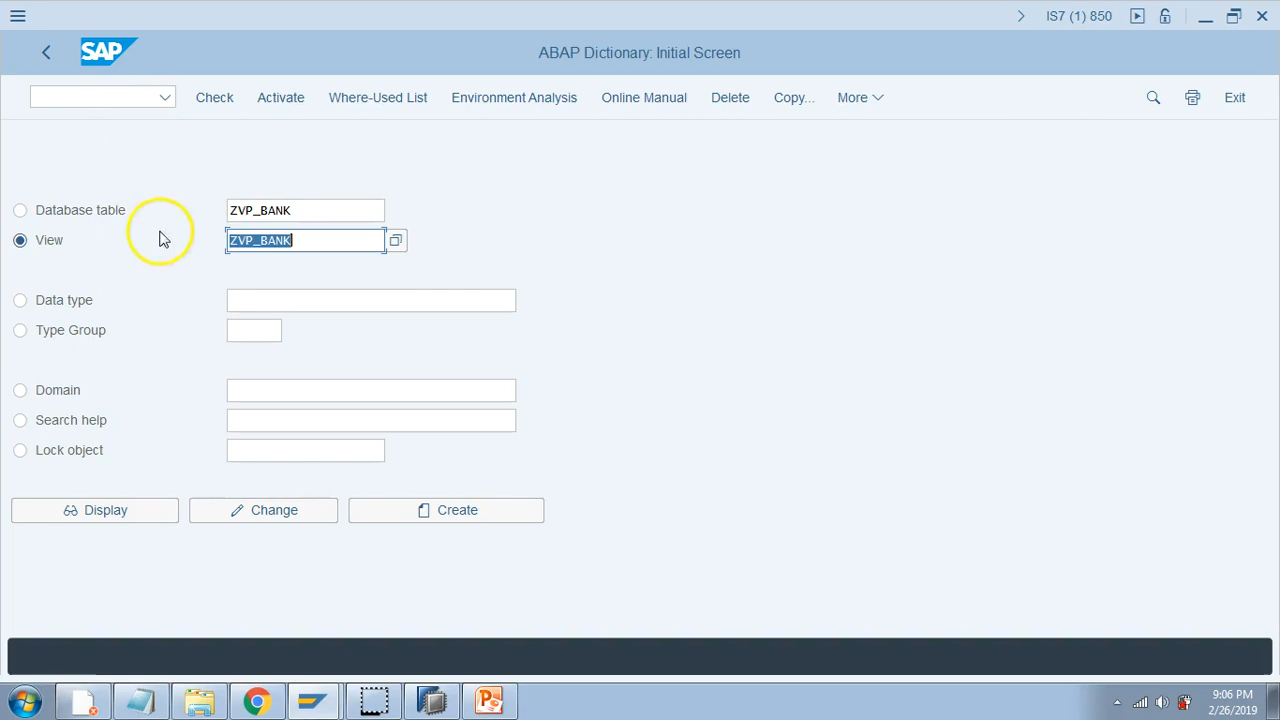 IS7 (1) 850
SAP
ABAP Dictionary: Initial Screen
Check
Activate
Where-Used List
Environment Analysis
Online Manual
Delete
Copy...
More
Exit
Database table
ZVP_BANK
View
ZVP_BANK
Data type
Type Group
Domain
Search help
Lock object
Display
Change
Create
9:06 PM
2/26/2019